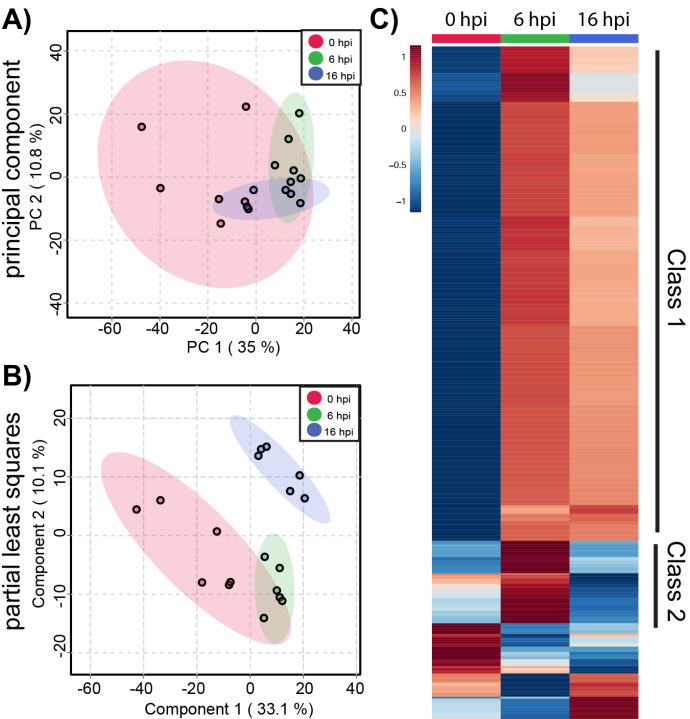 A)
0 hpi
6 hpi
16 hpi
principal component
PC 2 ( 10.8 %)
40
20
0
-20
-40
-60
-40
-20
0
20
40
PC 1 ( 35 %)
B)
0 hpi
6 hpi
16 hpi
partial least squares
Component 2 ( 10.1 %)
20
10
0
-10
-20
-60
-40
-20
0
20
40
Component 1 ( 33.1 %)
C)
0 hpi 6 hpi 16 hpi
1
0.5
0
−0.5
−1
Class 1
Class 2